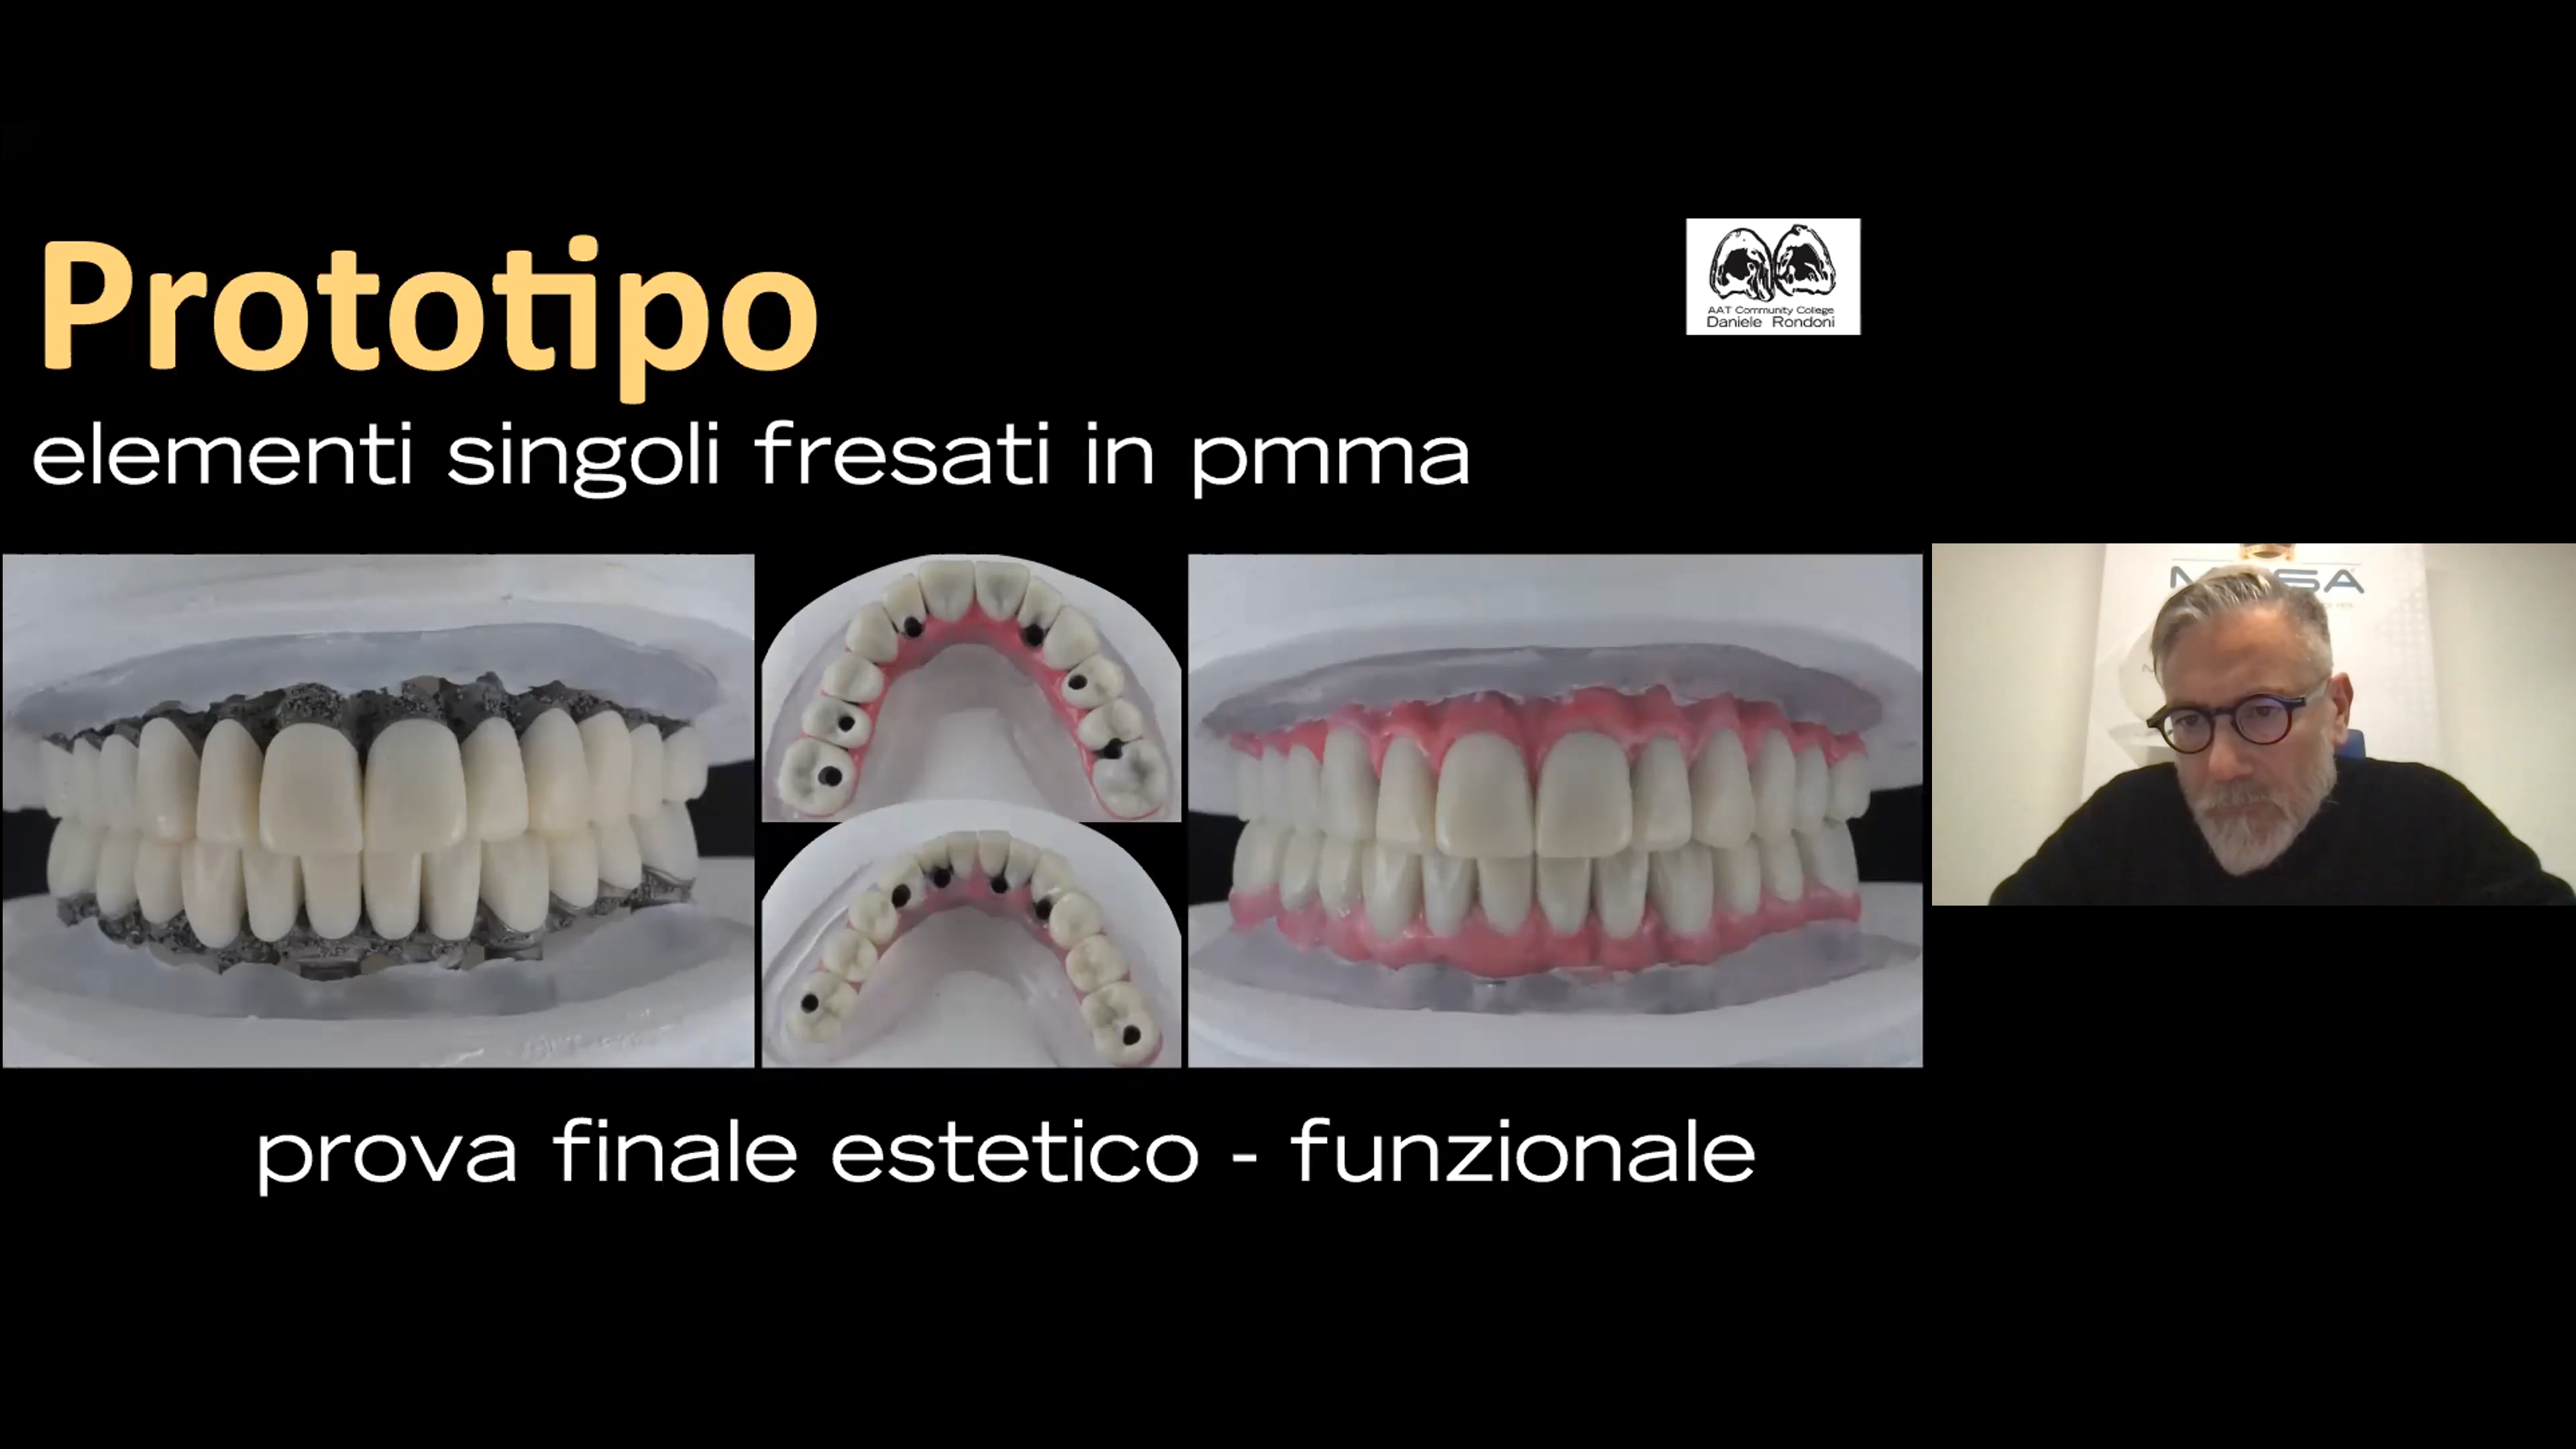 Prototipo
AAT Community College
Daniele Rondoni
elementi singoli fresati in pmma
prova finale estetico - funzionale